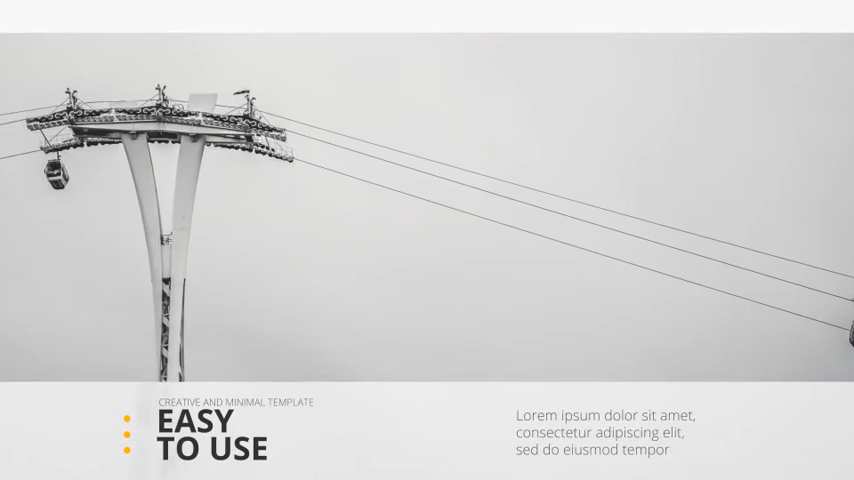 CREATIVE AND MINIMAL TEMPLATE
EASY
TO USE
Lorem ipsum dolor sit amet,
consectetur adipiscing elit,
sed do eiusmod tempor